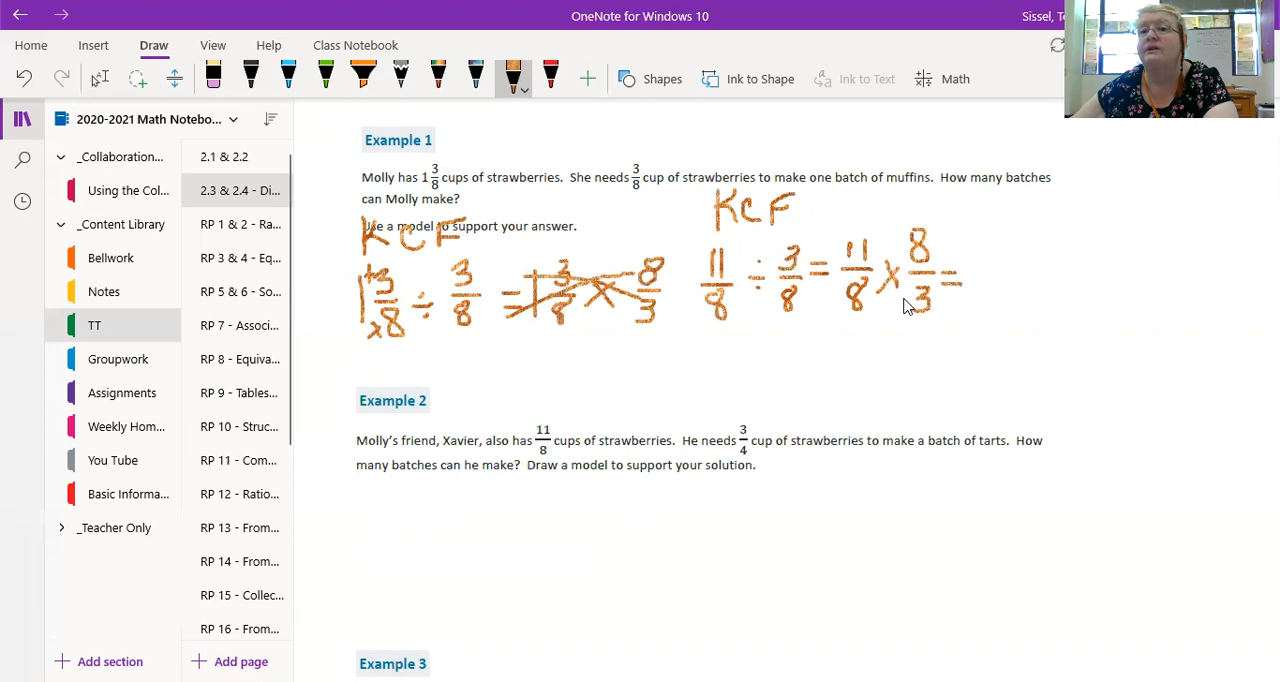 OneNote for Windows 10
Sissel, Te
Home Insert Draw View Help Class Notebook
Shapes Ink to Shape Ink to Text Math
2020-2021 Math Notebo...
_Collaboration...
Using the Col...
_Content Library
Bellwork
Notes
TT
Groupwork
Assignments
Weekly Hom...
You Tube
Basic Informa...
_Teacher Only
Add section
2.1 & 2.2
2.3 & 2.4 - Di...
RP 1 & 2 - Ra...
RP 3 & 4 - Eq...
RP 5 & 6 - So...
RP 7 - Associ...
RP 8 - Equiva...
RP 9 - Tables...
RP 10 - Struc...
RP 11 - Com...
RP 12 - Ratio...
RP 13 - From...
RP 14 - From...
RP 15 - Collec...
RP 16 - From...
Add page
Example 1
Molly has 1 3/8 cups of strawberries. She needs 3/8 cup of strawberries to make one batch of muffins. How many batches
can Molly make?
Use a model to support your answer.
KCF
KCF
1 +3/×8 ÷ 3/8 = 1 3/8 × 8/3
11/8 ÷ 3/8 = 11/8 × 8/3 =
Example 2
Molly's friend, Xavier, also has 11/8 cups of strawberries. He needs 3/4 cup of strawberries to make a batch of tarts. How
many batches can he make? Draw a model to support your solution.
Example 3